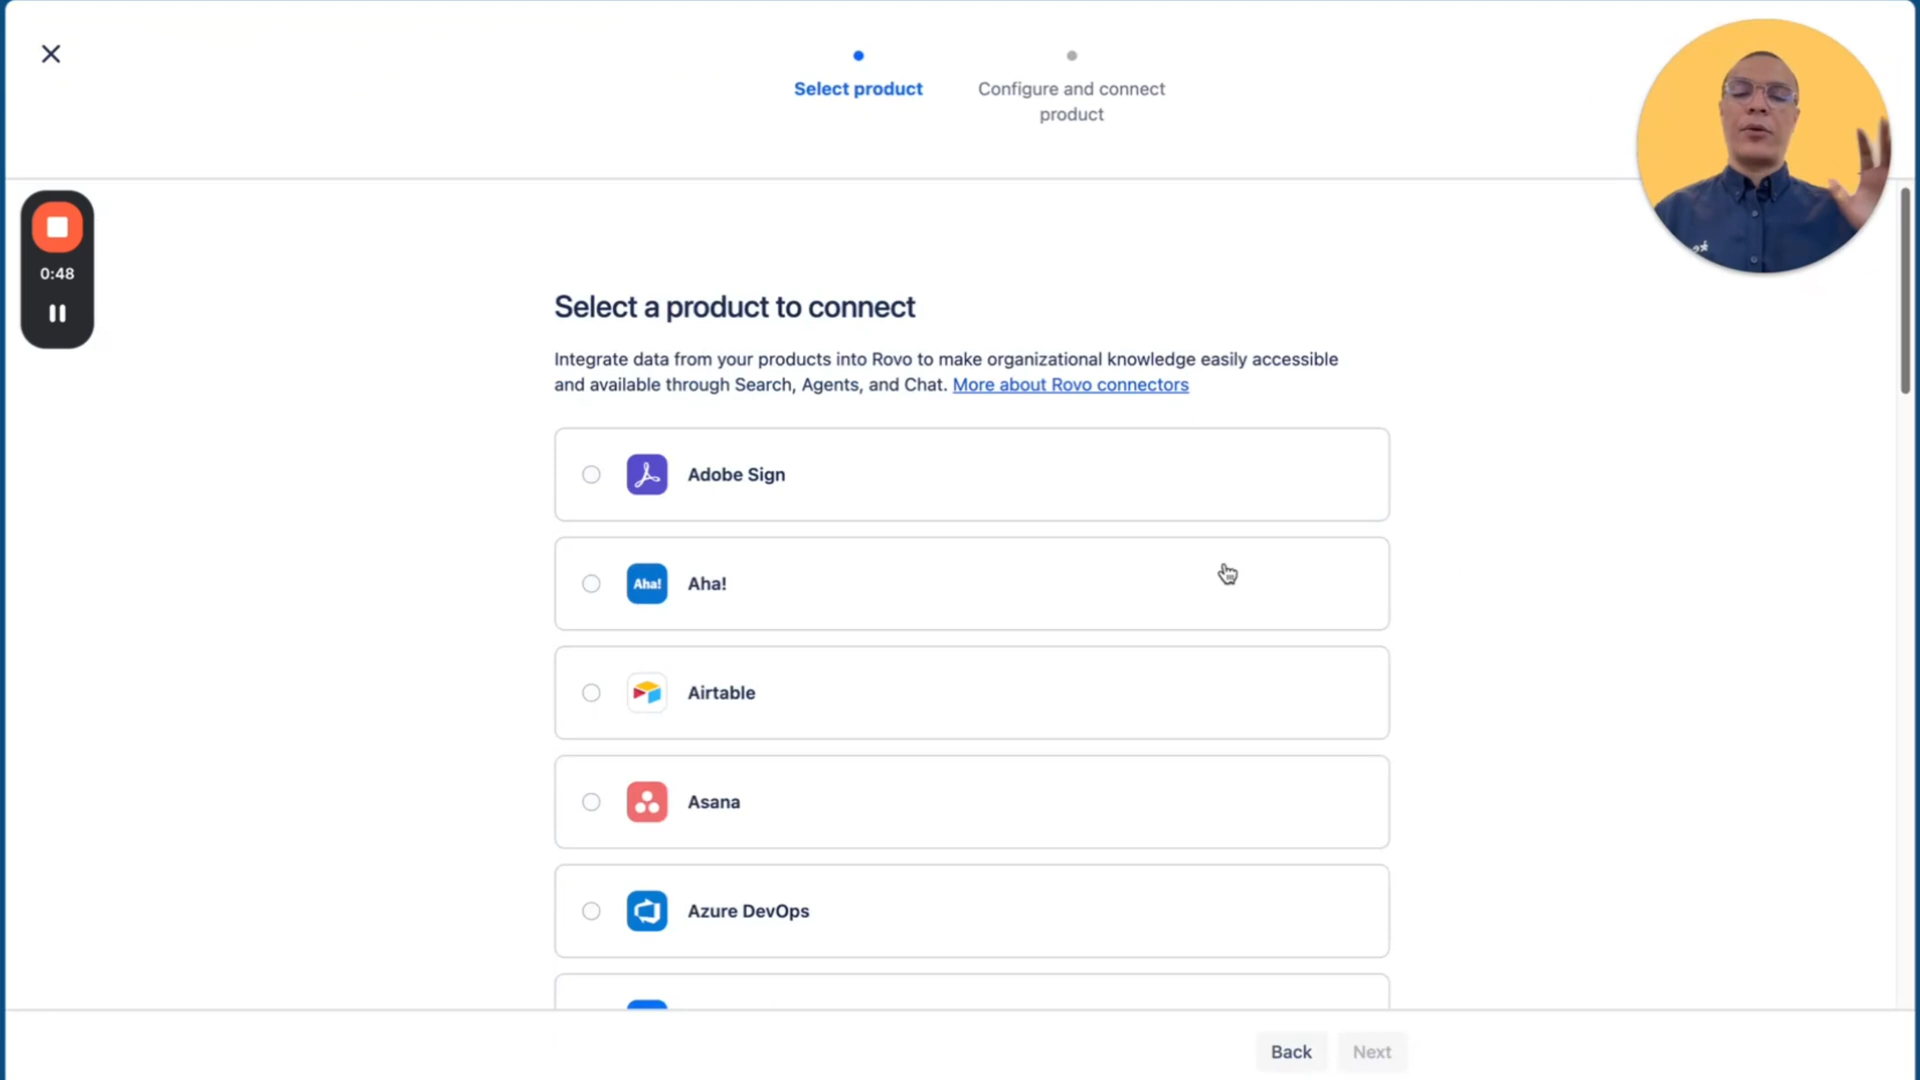 Select product
Configure and connect
product
0:48
Select a product to connect
Integrate data from your products into Rovo to make organizational knowledge easily accessible
and available through Search, Agents, and Chat. More about Rovo connectors
Adobe Sign
Aha!
Aha!
Airtable
Asana
Azure DevOps
Back
Next